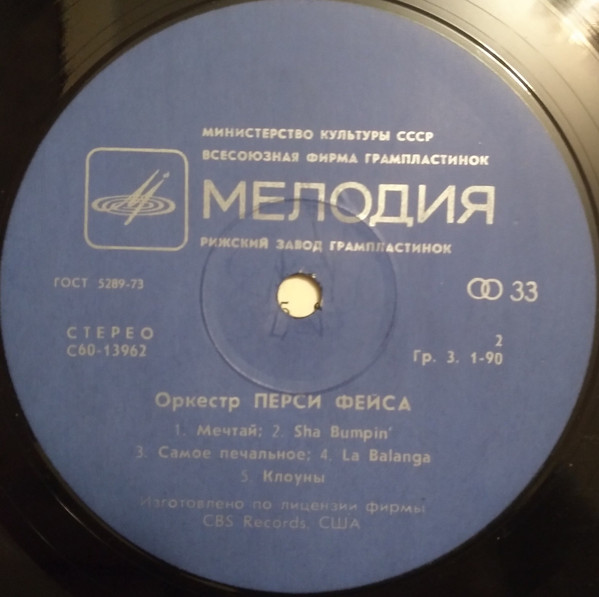 МИНИСТЕРСТВО КУЛЬТУРЫ СССР
ВСЕСОЮЗНАЯ ФИРМА ГРАМПЛАСТИНОК
МЕЛОДИЯ
РИЖСКИЙ ЗАВОД ГРАМПЛАСТИНОК
ГОСТ 5289-73
33
СТЕРЕО
С60-13962
2
Гр. 3. 1-90
Оркестр ПЕРСИ ФЕЙСА
1. Мечтай; 2. Sha Bumpin'
3. Самое печальное; 4. La Balanga
5. Клоуны
Изготовлено по лицензии фирмы
CBS Records, США